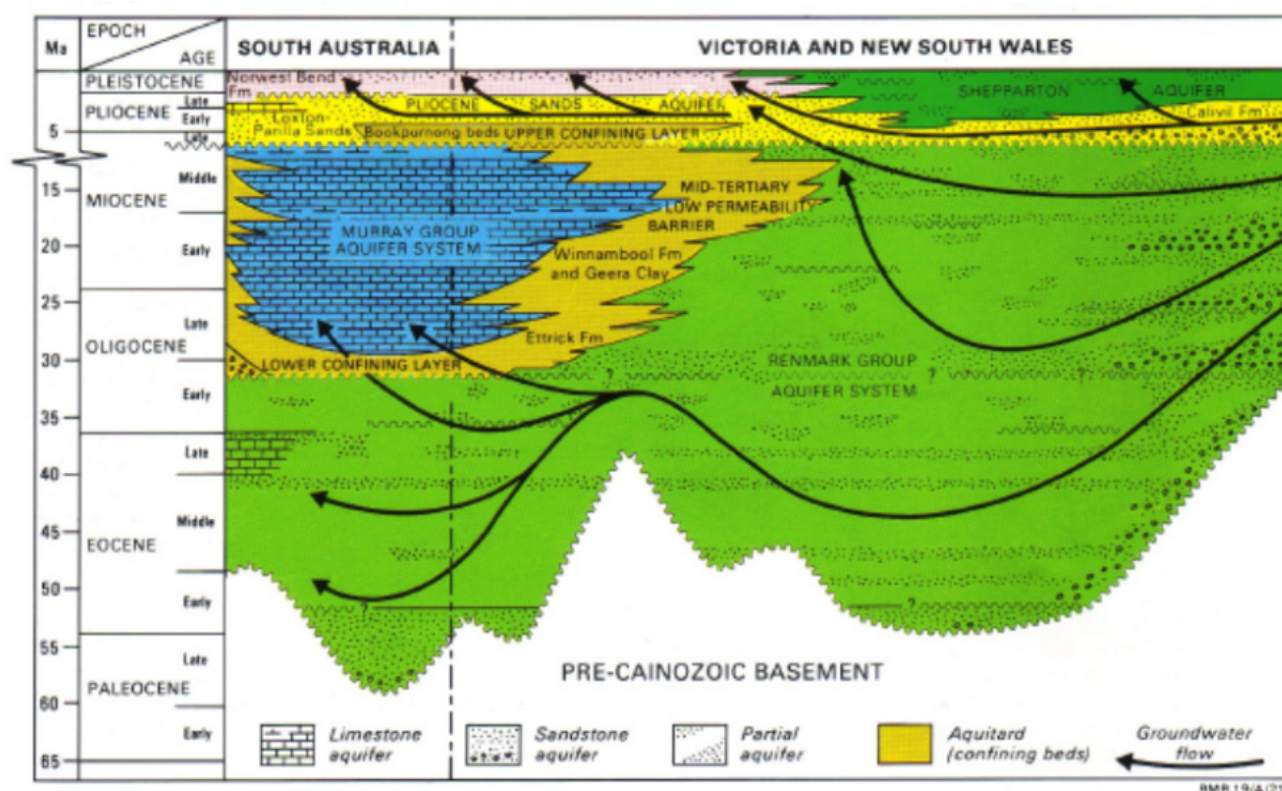 Ma
EPOCH
AGE
SOUTH AUSTRALIA
VICTORIA AND NEW SOUTH WALES
PLEISTOCENE
PLIOCENE
Late
Early
5
Late
MIOCENE
Middle
15
Early
20
25
OLIGOCENE
Late
30
Early
35
EOCENE
Late
40
Middle
45
50
Early
55
PALEOCENE
Late
60
Early
65
Norwest Bend
Fm
PLIOCENE SANDS AQUIFER
Loxton-
Parilla Sands
Bookpurnong beds UPPER CONFINING LAYER
SHEPPARTON
AQUIFER
Calivil Fm
MURRAY GROUP
AQUIFER SYSTEM
MID-TERTIARY
LOW PERMEABILITY
BARRIER
Winnambool Fm
and Geera Clay
Ettrick Fm
LOWER CONFINING LAYER
?
?
?
RENMARK GROUP
AQUIFER SYSTEM
?
?
PRE-CAINOZOIC BASEMENT
Limestone
aquifer
Sandstone
aquifer
Partial
aquifer
Aquitard
(confining beds)
Groundwater
flow